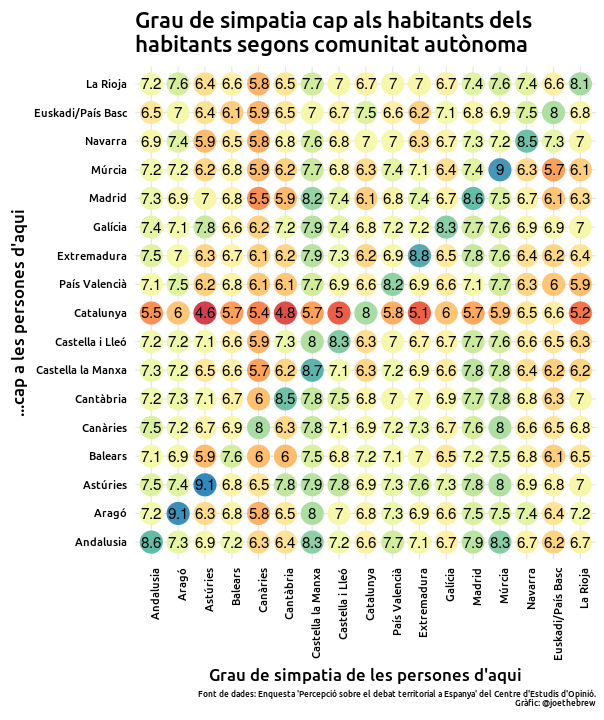 Grau de simpatia cap als habitants dels
habitants segons comunitat autònoma
La Rioja 7.2 7.6 6.4 6.6 5.8 6.5 7.7 7 6.7 7 7 6.7 7.4 7.6 7.4 6.6 8.1
Euskadi/País Basc 6.5 7 6.4 6.1 5.9 6.5 7 6.7 7.5 6.6 6.2 7.1 6.8 6.9 7.5 8 6.8
Navarra 6.9 7.4 5.9 6.5 5.8 6.8 7.6 6.8 7 7 6.3 6.7 7.3 7.2 8.5 7.3 7
Múrcia 7.2 7.2 6.2 6.8 5.9 6.2 7.7 6.8 6.3 7.4 7.1 6.4 7.4 9 6.3 5.7 6.1
Madrid 7.3 6.9 7 6.8 5.5 5.9 8.2 7.4 6.1 6.8 7.4 6.7 8.6 7.5 6.7 6.1 6.3
Galícia 7.4 7.1 7.8 6.6 6.2 7.2 7.9 7.4 6.8 7.2 7.2 8.3 7.7 7.6 6.9 6.9 7
Extremadura 7.5 7 6.3 6.7 6.1 6.2 7.9 7.3 6.2 6.9 8.8 6.5 7.8 7.6 6.4 6.2 6.4
País Valencià 7.1 7.5 6.2 6.8 6.1 6.1 7.7 6.9 6.6 8.2 6.9 6.6 7.1 7.7 6.3 6 5.9
Catalunya 5.5 6 4.6 5.7 5.4 4.8 5.7 5 8 5.8 5.1 6 5.7 5.9 6.5 6.6 5.2
Castella i Lleó 7.2 7.2 7.1 6.6 5.9 7.3 8 8.3 6.3 7 6.7 6.7 7.7 7.3 6.6 6.5 6.3
Castella la Manxa 7.3 7.2 6.5 6.6 5.7 6.2 8.7 7.1 6.3 7.2 6.9 6.6 7.8 7.8 6.4 6.2 6.2
Cantàbria 7.2 7.3 7.1 6.7 6 8.5 7.8 7.5 6.8 7 7 6.9 7.7 7.8 6.8 6.3 7
Canàries 7.5 7.2 6.7 6.9 8 6.3 7.8 7.1 6.9 7.2 7.3 6.7 7.6 8 6.6 6.5 6.8
Balears 7.1 6.9 5.9 7.6 6 6 7.5 6.8 7.2 7.1 7 6.5 7.2 7.5 6.8 6.1 6.5
Astúries 7.5 7.4 9.1 6.8 6.5 7.8 7.9 7.8 6.9 7.3 7.6 7.3 7.8 8 6.9 6.8 7
Aragó 7.2 9.1 6.3 6.8 5.8 6.5 8 7 6.8 7.3 6.9 6.6 7.5 7.5 7.4 6.4 7.2
Andalusia 8.6 7.3 6.9 7.2 6.3 6.4 8.3 7.2 6.6 7.7 7.1 6.7 7.9 8.3 6.7 6.2 6.7
...cap a les persones d'aquí
Andalusia
Aragó
Astúries
Balears
Canàries
Cantàbria
Castella la Manxa
Castella i Lleó
Catalunya
País Valencià
Extremadura
Galícia
Madrid
Múrcia
Navarra
Euskadi/País Basc
La Rioja
Grau de simpatia de les persones d'aquí
Font de dades: Enquesta 'Percepció sobre el debat territorial a Espanya' del Centre d'Estudis d'Opinió.
Gràfic: @joethebrew